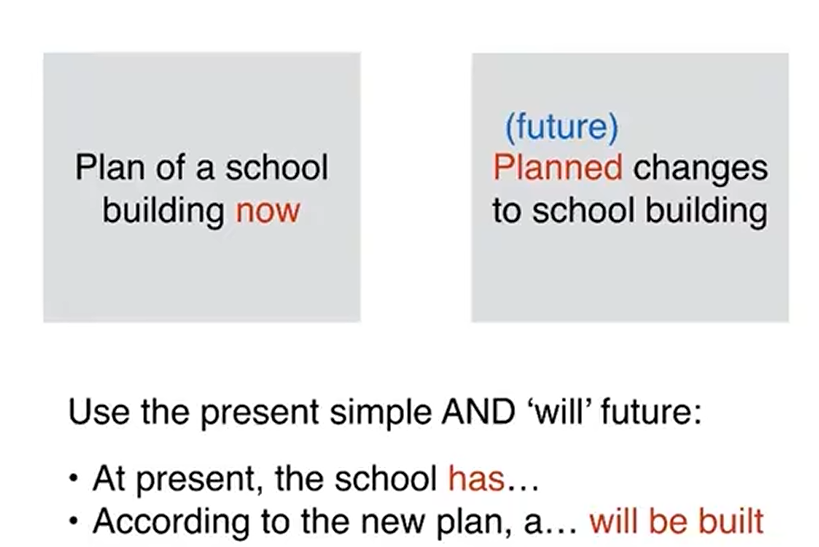 Plan of a school
building now
(future)
Planned changes
to school building
Use the present simple AND ‘will’ future:
• At present, the school has…
• According to the new plan, a… will be built